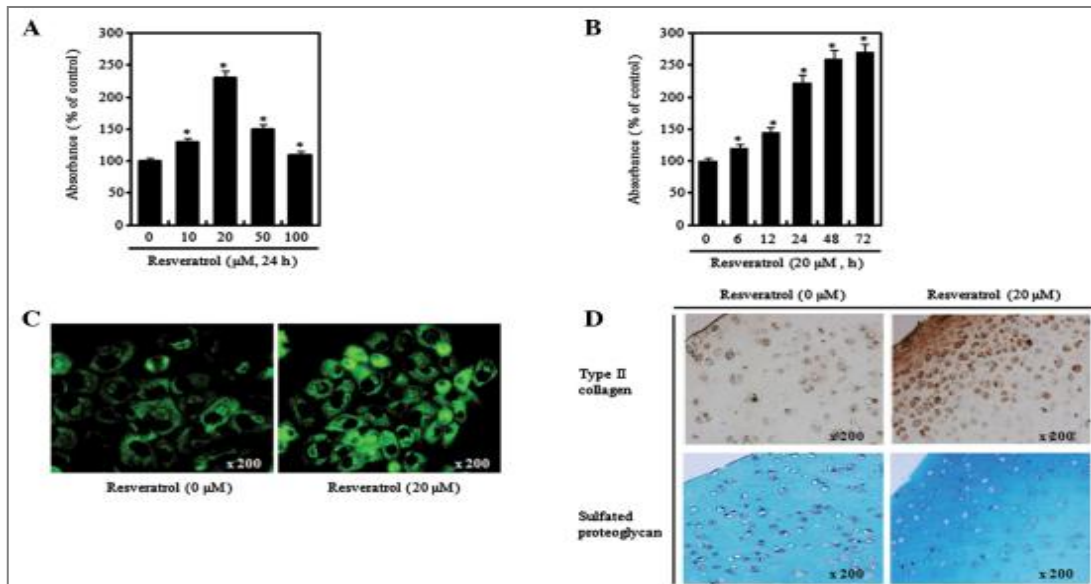 A
Absorbance (% of control)
300
250
200
150
100
50
0
*
*
*
*
0 10 20 50 100
Resveratrol (μM, 24 h)
B
Absorbance (% of control)
300
250
200
150
100
50
0
*
*
*
*
*
0 6 12 24 48 72
Resveratrol (20 μM , h)
C
x 200
x 200
Resveratrol (0 μM)
Resveratrol (20 μM)
D
Resveratrol (0 μM)
Resveratrol (20 μM)
Type II
collagen
x 200
x 200
Sulfated
proteoglycan
x 200
x 200